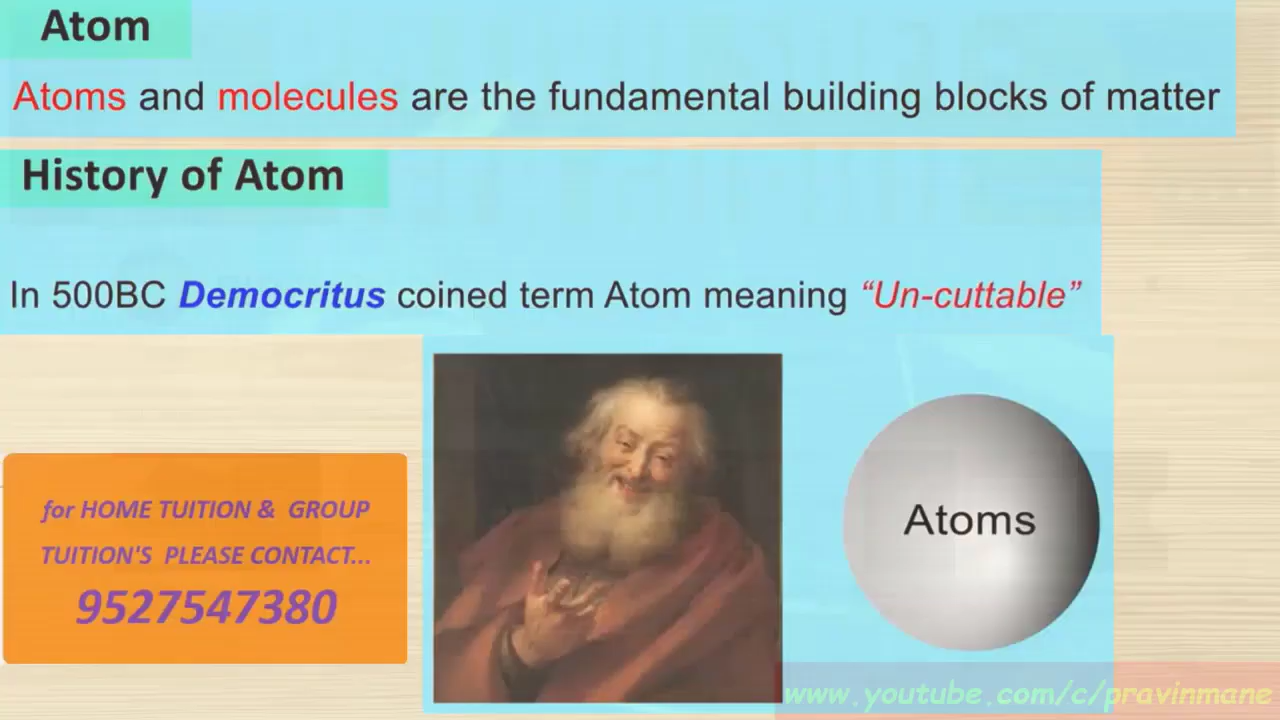 Atom
Atoms and molecules are the fundamental building blocks of matter
History of Atom
In 500BC Democritus coined term Atom meaning “Un-cuttable”
for HOME TUITION & GROUP
TUITION'S PLEASE CONTACT...
9527547380
Atoms
www.youtube.com/c/pravinmane